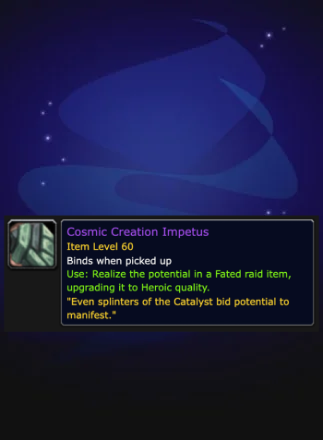 Cosmic Creation Impetus
Item Level 60
Binds when picked up
Use: Realize the potential in a Fated raid item,
upgrading it to Heroic quality.
"Even splinters of the Catalyst bid potential to
manifest."